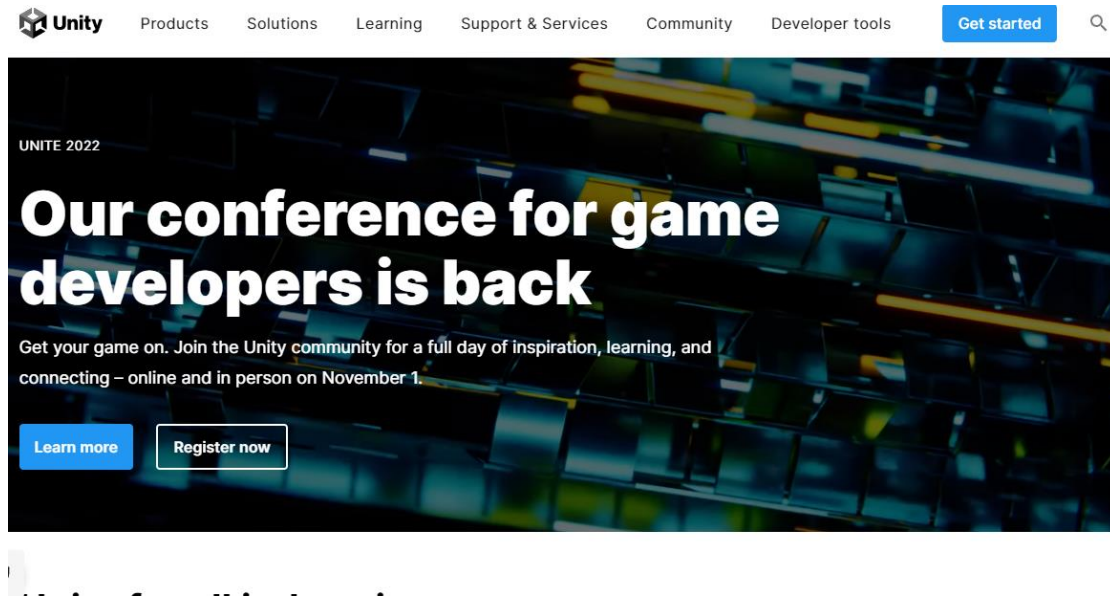 Unity Products Solutions Learning Support & Services Community Developer tools Get started
UNITE 2022
Our conference for game
developers is back
Get your game on. Join the Unity community for a full day of inspiration, learning, and
connecting – online and in person on November 1.
Learn more Register now